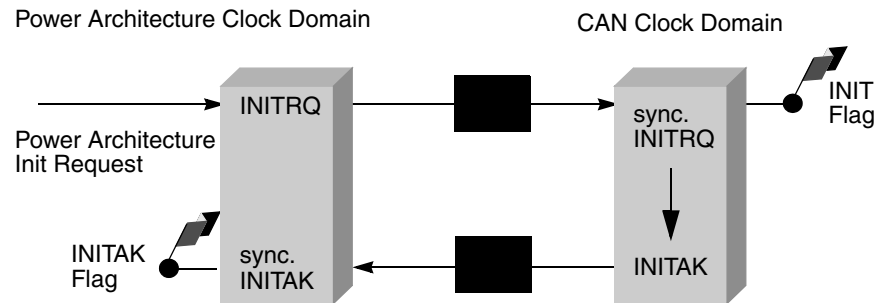 Power Architecture Clock Domain
CAN Clock Domain
INITRQ
Power Architecture
Init Request
sync.
INITRQ
INIT
Flag
INITAK
Flag
sync.
INITAK
INITAK